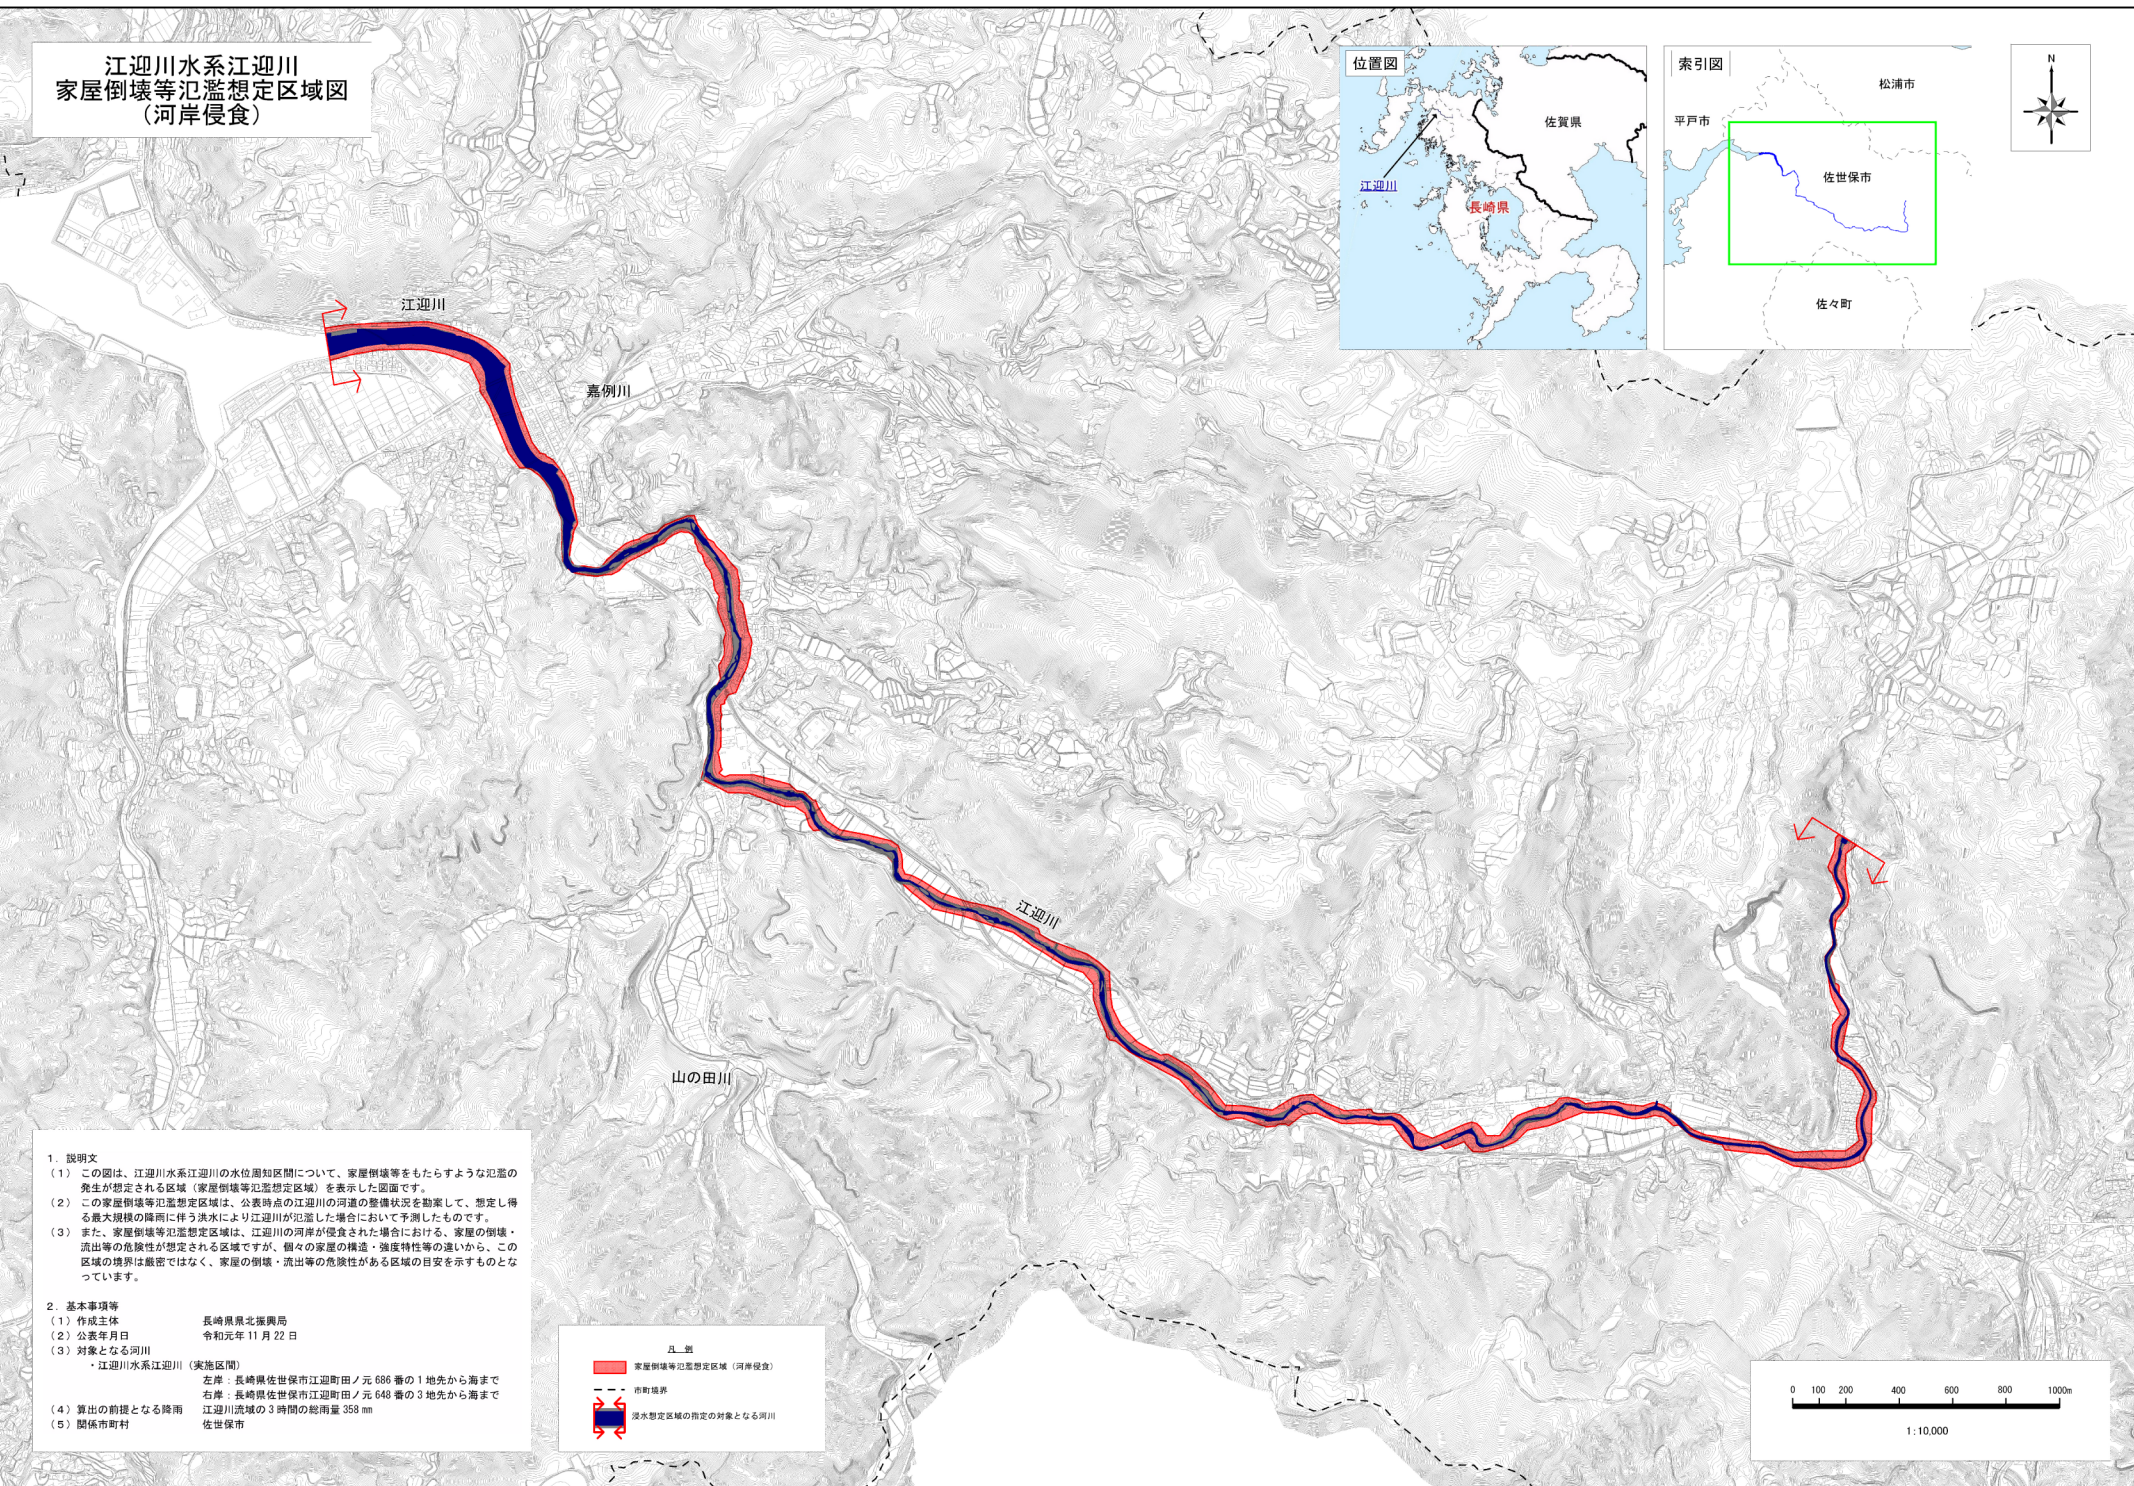 江迎川水系江迎川
家屋倒壊等氾濫想定区域図
（河岸侵食）
位置図
佐賀県
江迎川
長崎県
索引図
松浦市
平戸市
佐世保市
佐々町
N
江迎川
嘉例川
江迎川
山の田川
1．説明文
（1） この図は、江迎川水系江迎川の水位周知区間について、家屋倒壊等をもたらすような氾濫の
発生が想定される区域（家屋倒壊等氾濫想定区域）を表示した図面です。
（2） この家屋倒壊等氾濫想定区域は、公表時点の江迎川の河道の整備状況を勘案して、想定し得
る最大規模の降雨に伴う洪水により江迎川が氾濫した場合において予測したものです。
（3） また、家屋倒壊等氾濫想定区域は、江迎川の河岸が侵食された場合における、家屋の倒壊・
流出等の危険性が想定される区域ですが、個々の家屋の構造・強度特性等の違いから、この
区域の境界は厳密ではなく、家屋の倒壊・流出等の危険性がある区域の目安を示すものとな
っています。
2．基本事項等
（1）作成主体 長崎県県北振興局
（2）公表年月日 令和元年 11 月 22 日
（3）対象となる河川
・江迎川水系江迎川（実施区間）
左岸：長崎県佐世保市江迎町田ノ元 686 番の 1 地先から海まで
右岸：長崎県佐世保市江迎町田ノ元 648 番の 3 地先から海まで
（4）算出の前提となる降雨 江迎川流域の 3 時間の総雨量 358 mm
（5）関係市町村 佐世保市
凡 例
家屋倒壊等氾濫想定区域（河岸侵食）
市町境界
浸水想定区域の指定の対象となる河川
0 100 200 400 600 800 1000m
1:10,000